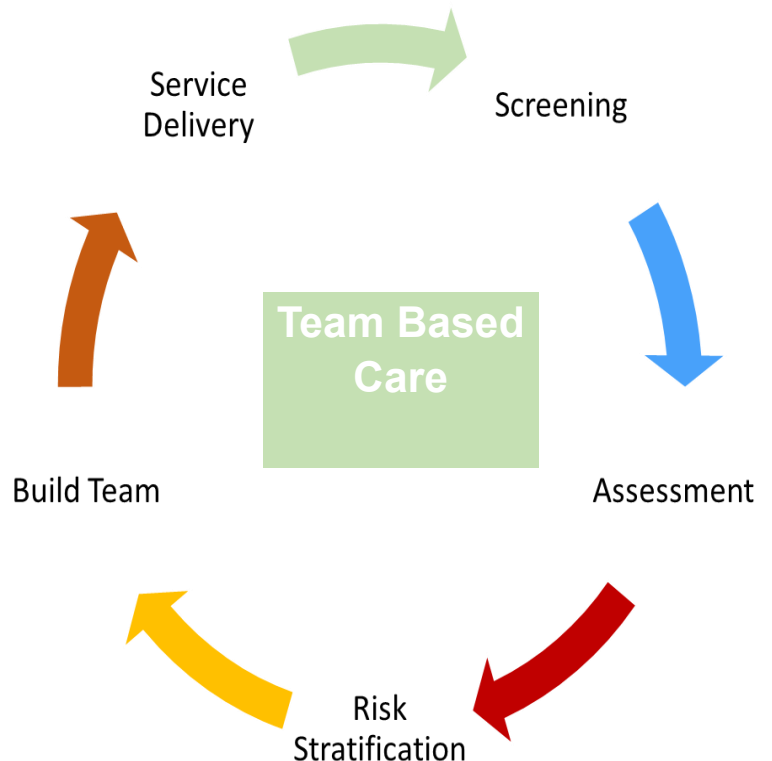 Service
Delivery
Screening
Team Based
Care
Build Team
Assessment
Risk
Stratification